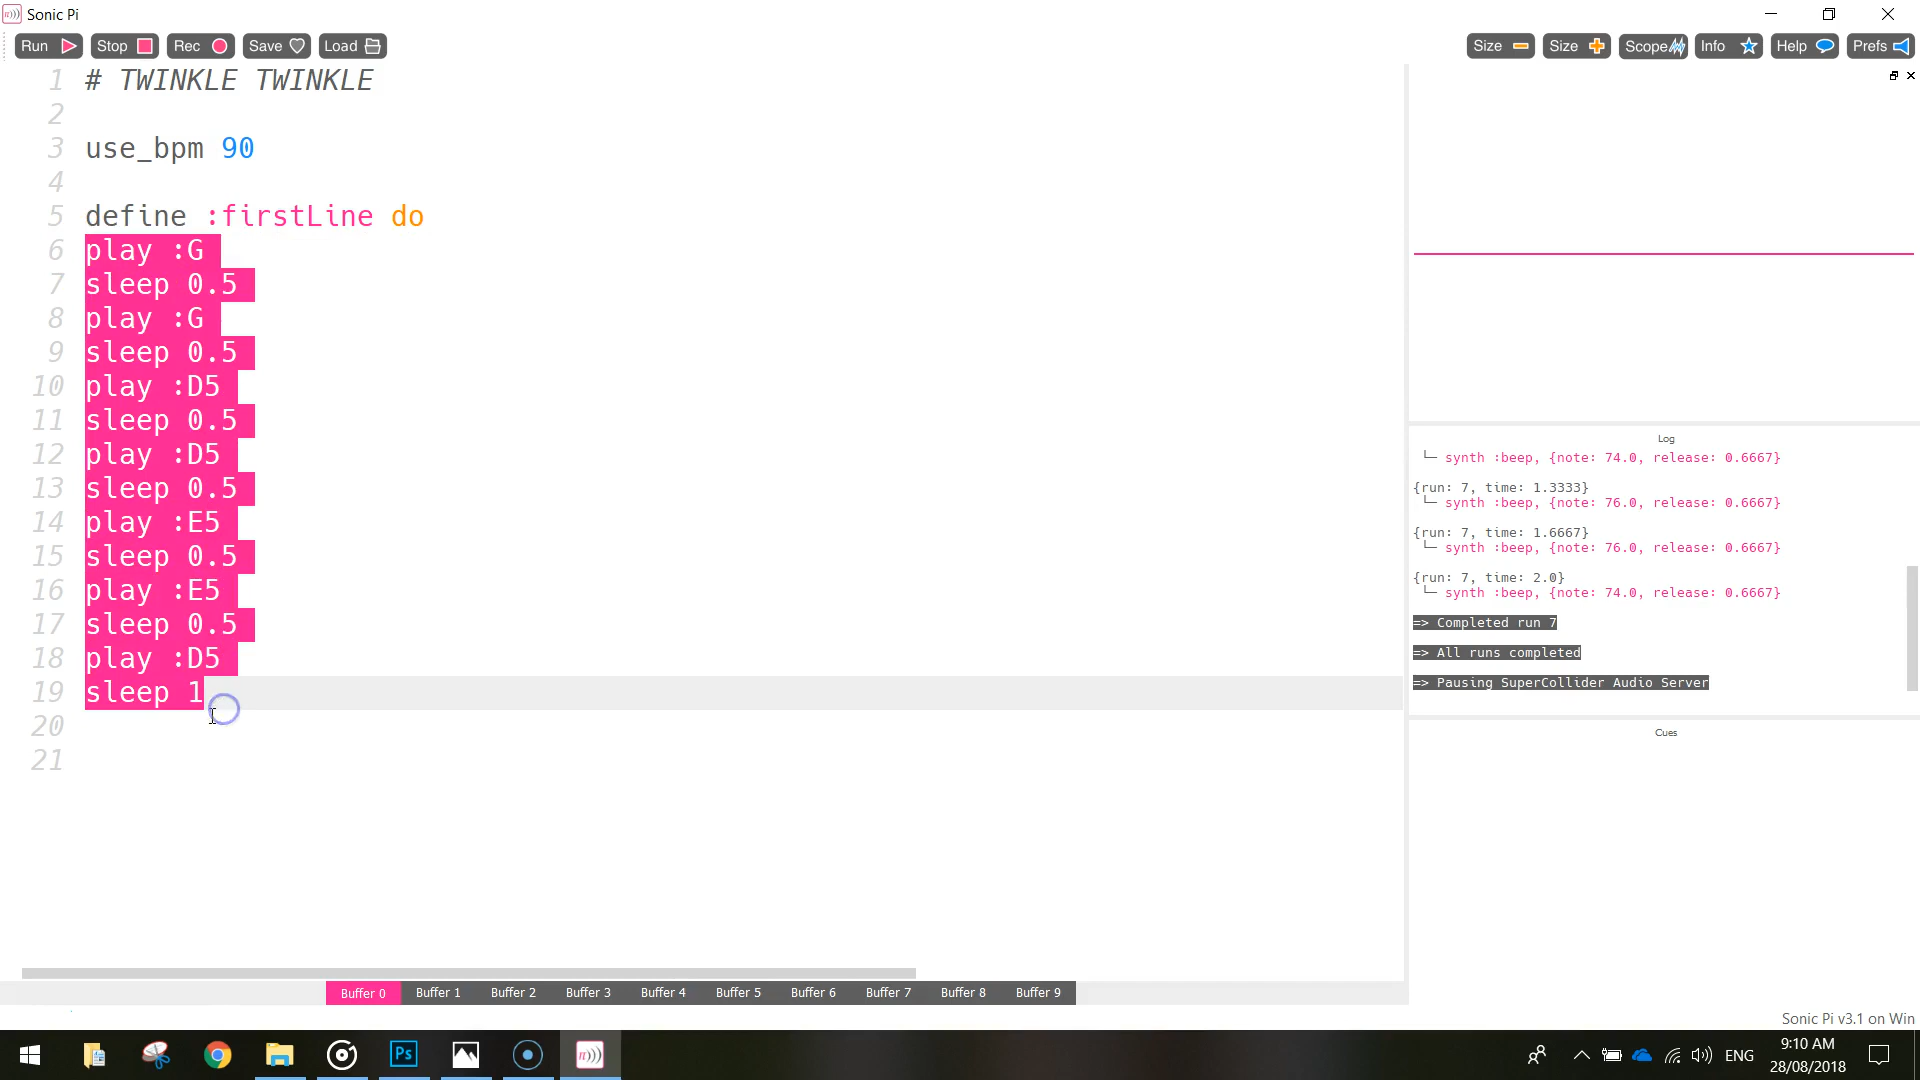 Sonic Pi
Run Stop Rec Save Load Size Size Scope Info Help Prefs
1 # TWINKLE TWINKLE
2
3 use_bpm 90
4
5 define :firstLine do
6 play :G
7 sleep 0.5
8 play :G
9 sleep 0.5
10 play :D5
11 sleep 0.5
12 play :D5
13 sleep 0.5
14 play :E5
15 sleep 0.5
16 play :E5
17 sleep 0.5
18 play :D5
19 sleep 1
20
21
Log
└─ synth :beep, {note: 74.0, release: 0.6667}
{run: 7, time: 1.3333}
└─ synth :beep, {note: 76.0, release: 0.6667}
{run: 7, time: 1.6667}
└─ synth :beep, {note: 76.0, release: 0.6667}
{run: 7, time: 2.0}
└─ synth :beep, {note: 74.0, release: 0.6667}
=> Completed run 7
=> All runs completed
=> Pausing SuperCollider Audio Server
Cues
Buffer 0 Buffer 1 Buffer 2 Buffer 3 Buffer 4 Buffer 5 Buffer 6 Buffer 7 Buffer 8 Buffer 9
Sonic Pi v3.1 on Win
Ps
ENG
9:10 AM
28/08/2018